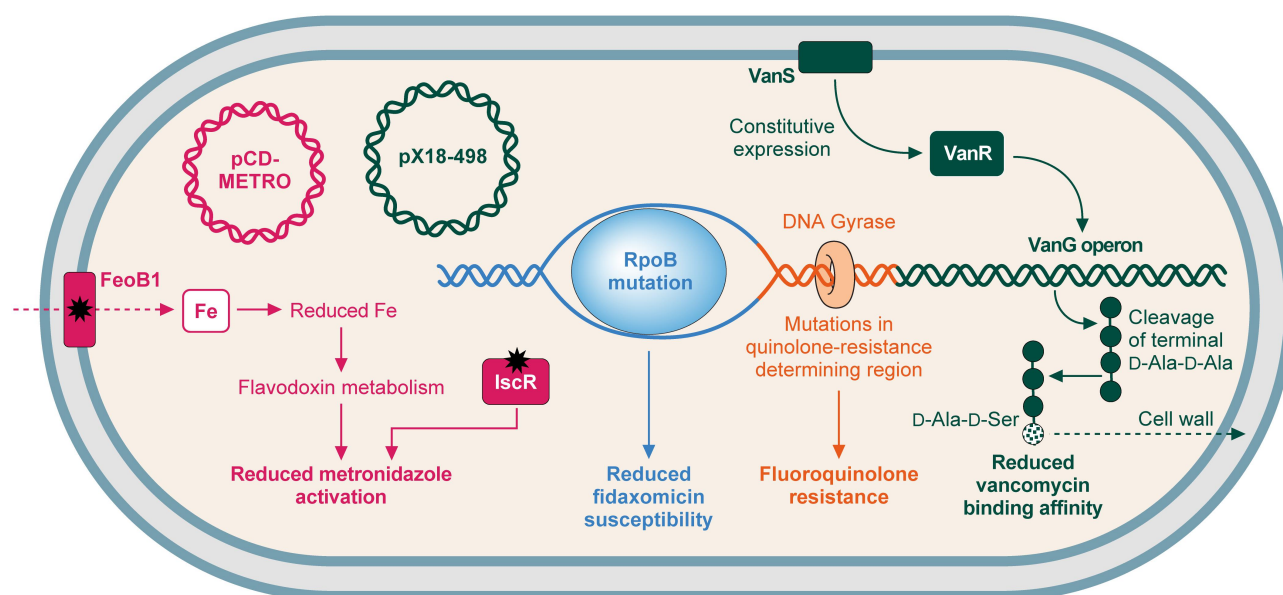 VanS
Constitutive
expression
VanR
pCD-
METRO
pX18-498
DNA Gyrase
VanG operon
RpoB
mutation
FeoB1
Fe
Reduced Fe
Mutations in
quinolone-resistance
determining region
Cleavage
of terminal
D-Ala-D-Ala
Flavodoxin metabolism
IscR
D-Ala-D-Ser
Cell wall
Reduced metronidazole
activation
Reduced
fidaxomicin
susceptibility
Fluoroquinolone
resistance
Reduced
vancomycin
binding affinity